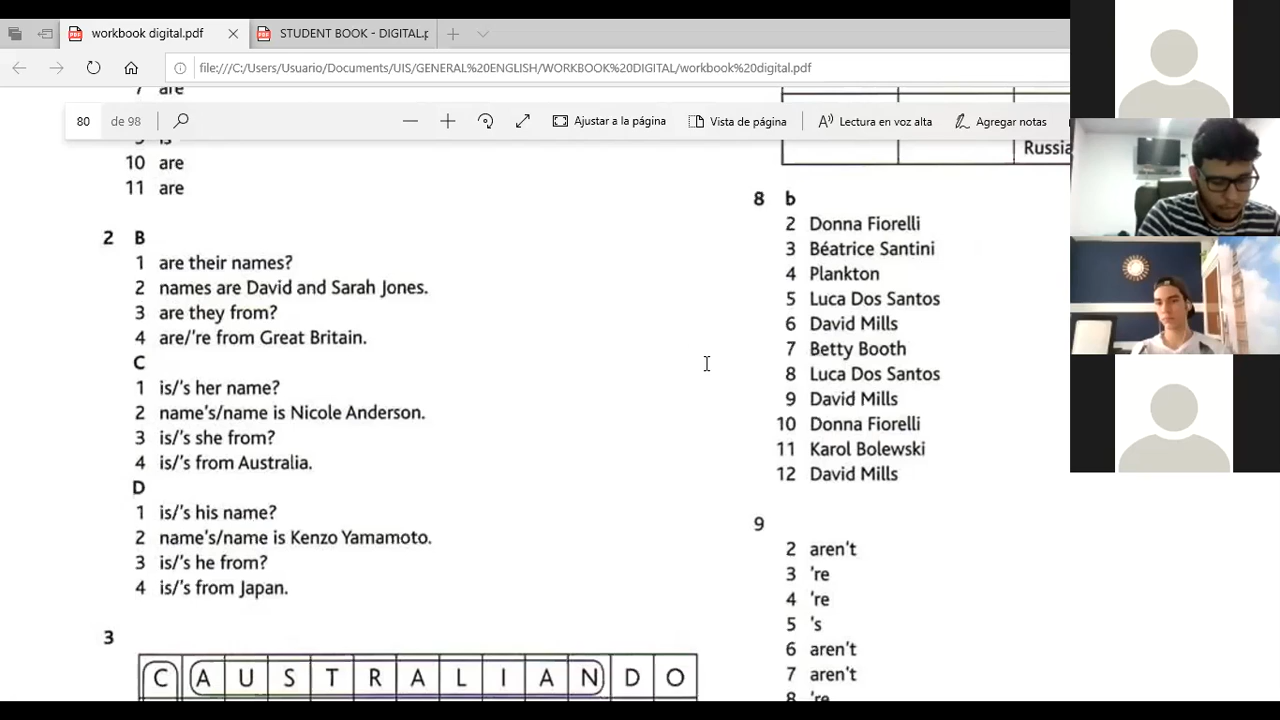 workbook digital.pdf
STUDENT BOOK - DIGITAL.p
file:///C:/Users/Usuario/Documents/UIS/GENERAL%20ENGLISH/WORKBOOK%20DIGITAL/workbook%20digital.pdf
80 de 98
Ajustar a la página
Vista de página
Lectura en voz alta
Agregar notas
7 are
9 is
10 are
11 are
2 B
1 are their names?
2 names are David and Sarah Jones.
3 are they from?
4 are/'re from Great Britain.
C
1 is/'s her name?
2 name's/name is Nicole Anderson.
3 is/'s she from?
4 is/'s from Australia.
D
1 is/'s his name?
2 name's/name is Kenzo Yamamoto.
3 is/'s he from?
4 is/'s from Japan.
3
C A U S T R A L I A N D O
Russia
8 b
2 Donna Fiorelli
3 Béatrice Santini
4 Plankton
5 Luca Dos Santos
6 David Mills
7 Betty Booth
8 Luca Dos Santos
9 David Mills
10 Donna Fiorelli
11 Karol Bolewski
12 David Mills
9
2 aren't
3 're
4 're
5 's
6 aren't
7 aren't
8 're